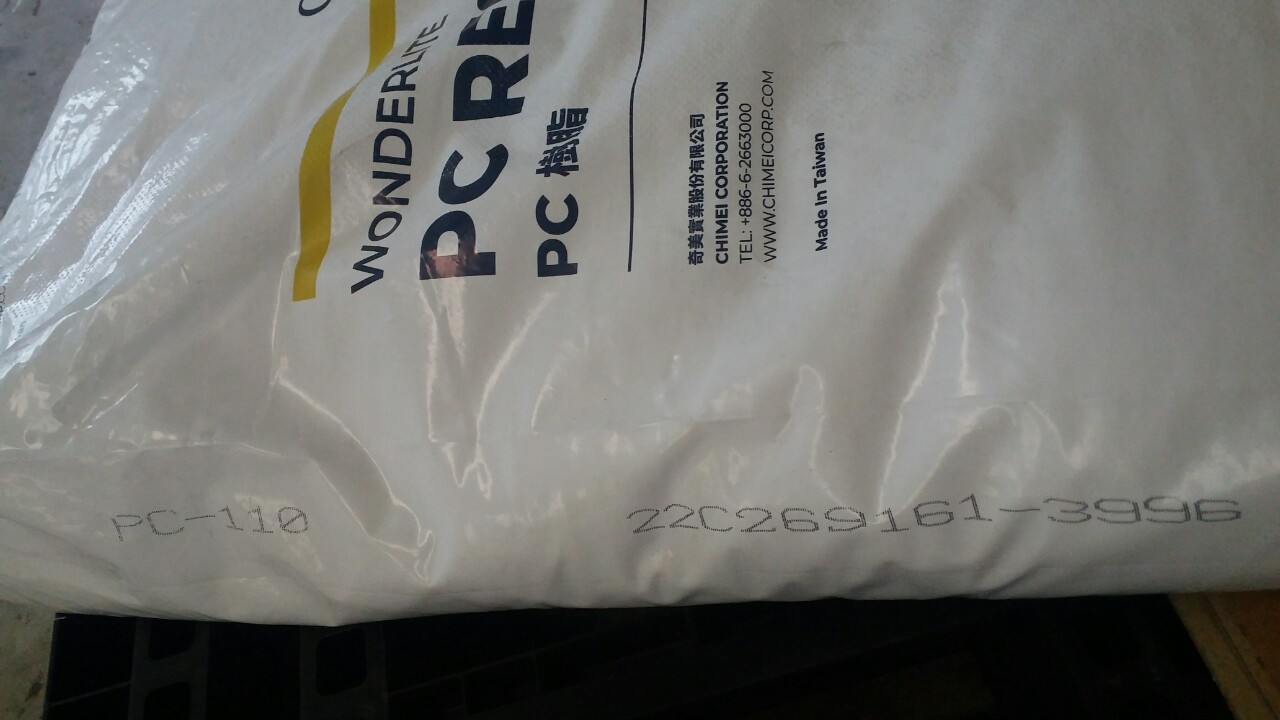 WONDERLITE
PC RE
PC 樹脂
奇美實業股份有限公司
CHIMEI CORPORATION
TEL: +886-6-2663000
WWW.CHIMEICORP.COM
Made In Taiwan
PC-110
22C269161-3996